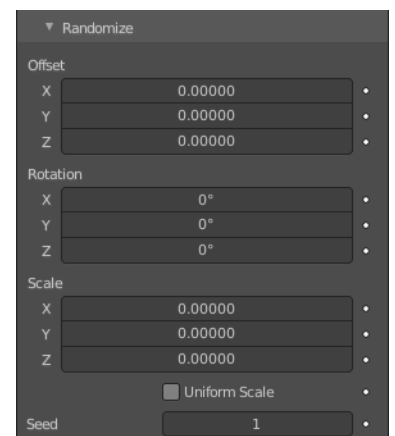 Randomize
Offset
X 0.00000
Y 0.00000
Z 0.00000
Rotation
X 0°
Y 0°
Z 0°
Scale
X 0.00000
Y 0.00000
Z 0.00000
Uniform Scale
Seed 1